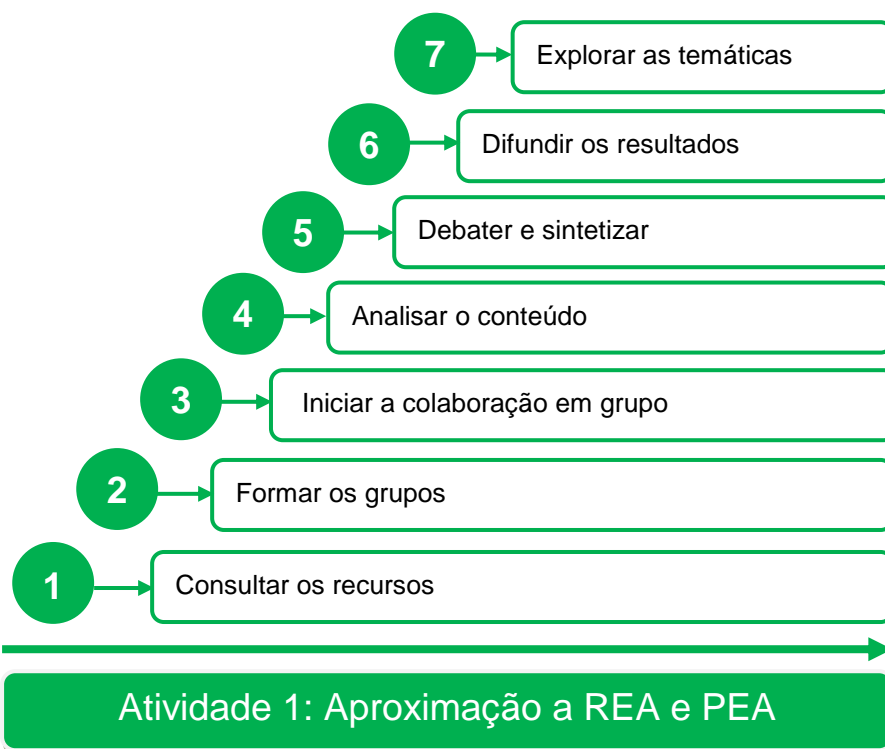 7
Explorar as temáticas
6
Difundir os resultados
5
Debater e sintetizar
4
Analisar o conteúdo
3
Iniciar a colaboração em grupo
2
Formar os grupos
1
Consultar os recursos
Atividade 1: Aproximação a REA e PEA